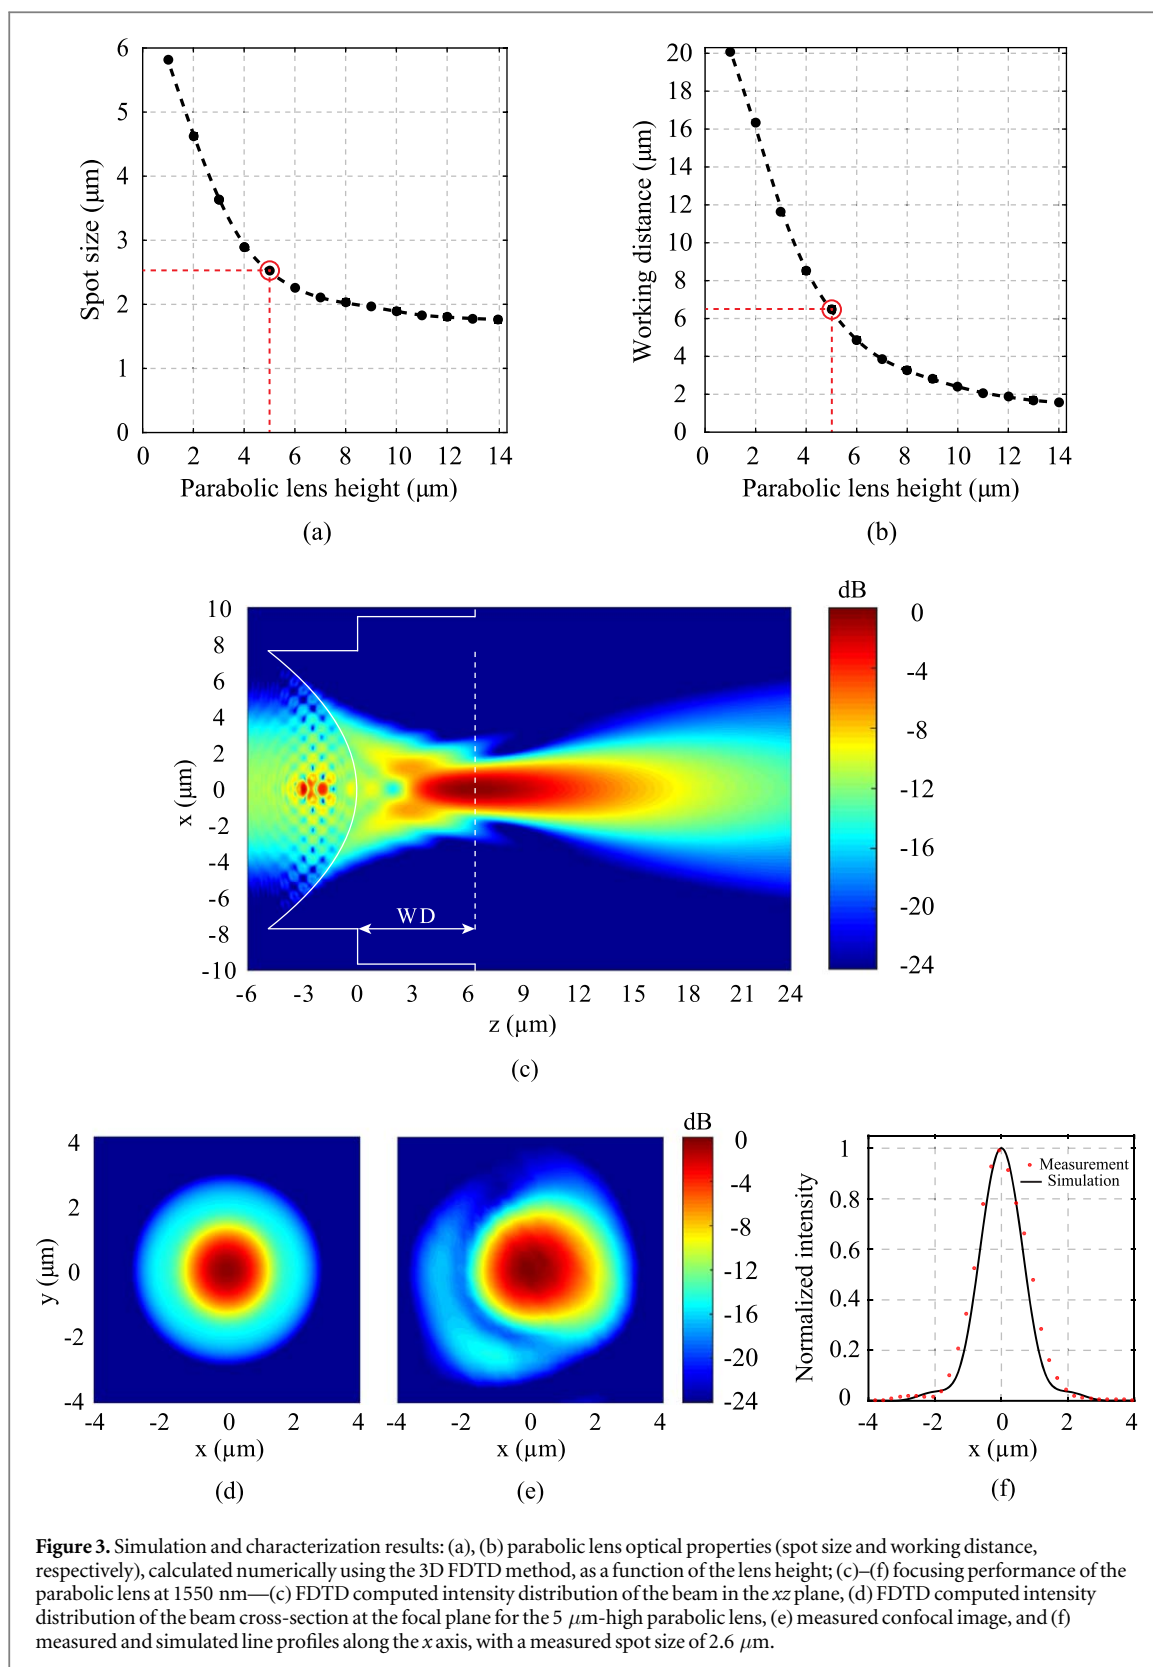 6
5
4
3
2
1
0
Spot size (μm)
0 2 4 6 8 10 12 14
Parabolic lens height (μm)
(a)
20
18
16
14
12
10
8
6
4
2
0
Working distance (μm)
0 2 4 6 8 10 12 14
Parabolic lens height (μm)
(b)
10
8
6
4
2
0
-2
-4
-6
-8
-10
x (μm)
WD
-6 -3 0 3 6 9 12 15 18 21 24
z (μm)
dB
0
-4
-8
-12
-16
-20
-24
(c)
4
2
0
-2
-4
y (μm)
-4 -2 0 2 4
x (μm)
(d)
-4 -2 0 2 4
x (μm)
dB
0
-4
-8
-12
-16
-20
-24
(e)
1
0.8
0.6
0.4
0.2
0
Normalized intensity
Measurement
Simulation
-4 -2 0 2 4
x (μm)
(f)
Figure 3. Simulation and characterization results: (a), (b) parabolic lens optical properties (spot size and working distance,
respectively), calculated numerically using the 3D FDTD method, as a function of the lens height; (c)–(f) focusing performance of the
parabolic lens at 1550 nm—(c) FDTD computed intensity distribution of the beam in the xz plane, (d) FDTD computed intensity
distribution of the beam cross-section at the focal plane for the 5 μm-high parabolic lens, (e) measured confocal image, and (f)
measured and simulated line profiles along the x axis, with a measured spot size of 2.6 μm.